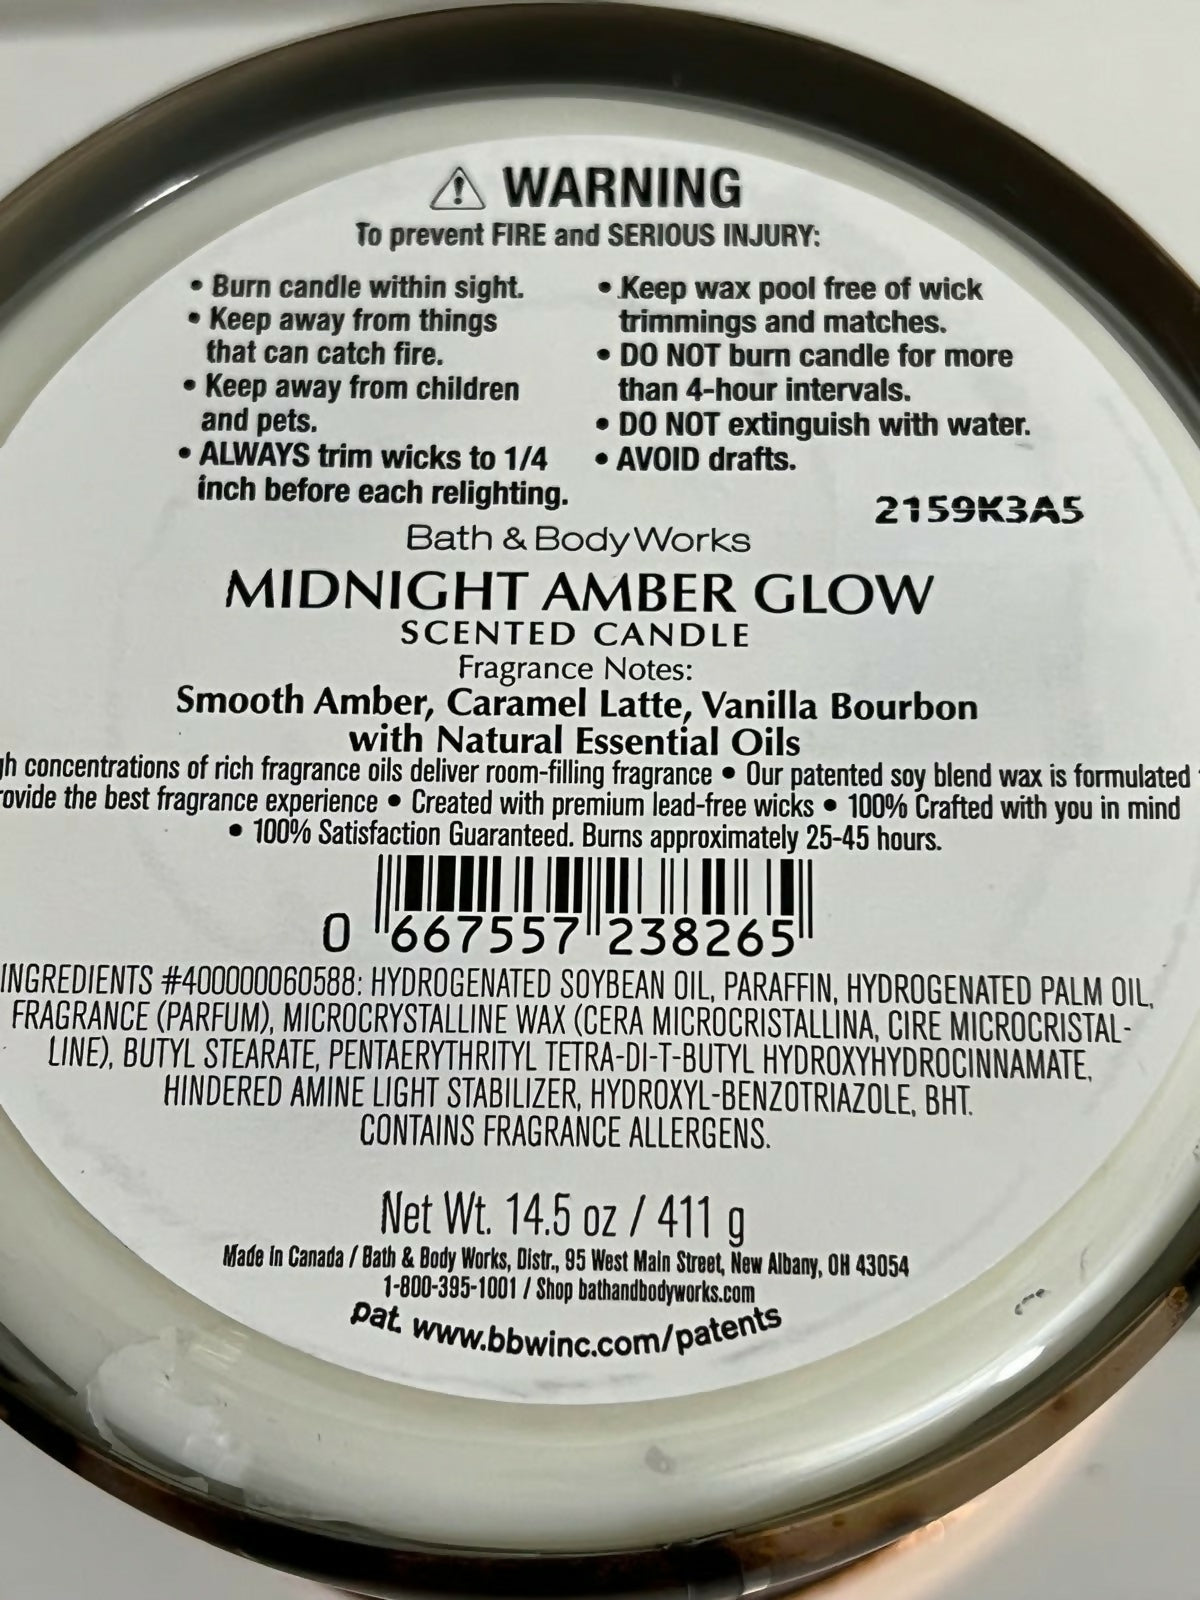 ⚠ WARNING
To prevent FIRE and SERIOUS INJURY:
• Burn candle within sight.
• Keep away from things
that can catch fire.
• Keep away from children
and pets.
• ALWAYS trim wicks to 1/4
inch before each relighting.
• Keep wax pool free of wick
trimmings and matches.
• DO NOT burn candle for more
than 4-hour intervals.
• DO NOT extinguish with water.
• AVOID drafts.
2159K3A5
Bath & Body Works
MIDNIGHT AMBER GLOW
SCENTED CANDLE
Fragrance Notes:
Smooth Amber, Caramel Latte, Vanilla Bourbon
with Natural Essential Oils
concentrations of rich fragrance oils deliver room-filling fragrance • Our patented soy blend wax is formulated
the best fragrance experience • Created with premium lead-free wicks • 100% Crafted with you in mind
• 100% Satisfaction Guaranteed. Burns approximately 25-45 hours.
0 667557 238265
INGREDIENTS #400000060588: HYDROGENATED SOYBEAN OIL, PARAFFIN, HYDROGENATED PALM OIL,
FRAGRANCE (PARFUM), MICROCRYSTALLINE WAX (CERA MICROCRISTALLINA, CIRE MICROCRISTAL-
LINE), BUTYL STEARATE, PENTAERYTHRITYL TETRA-DI-T-BUTYL HYDROXYHYDROCINNAMATE,
HINDERED AMINE LIGHT STABILIZER, HYDROXYL-BENZOTRIAZOLE, BHT.
CONTAINS FRAGRANCE ALLERGENS.
Net Wt. 14.5 oz / 411 g
Made in Canada / Bath & Body Works, Distr., 95 West Main Street, New Albany, OH 43054
1-800-395-1001 / Shop bathandbodyworks.com
pat. www.bbwinc.com/patents